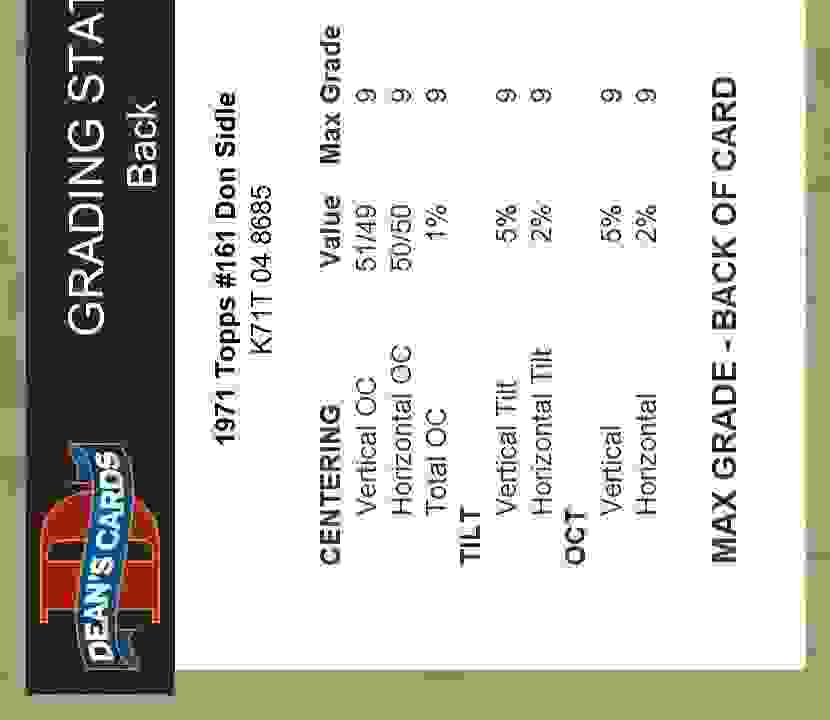 DEAN'S CARDS
GRADING STAT
Back
1971 Topps #161 Don Sidle
K71T 04 8685
CENTERING Value Max Grade
Vertical OC 51/49 9
Horizontal OC 50/50 9
Total OC 1% 9
TILT
Vertical Tilt 5% 9
Horizontal Tilt 2% 9
OCT
Vertical 5% 9
Horizontal 2% 9
MAX GRADE - BACK OF CARD